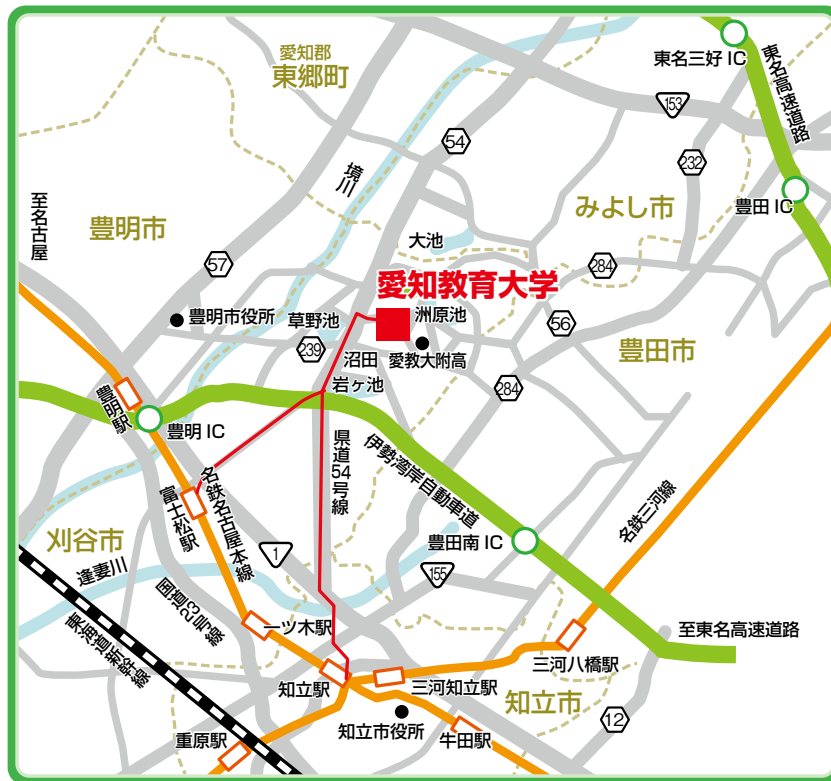 愛知郡
東郷町
東名三好 IC
東名高速道路
153
54
232
境川
至名古屋
豊明市
みよし市
豊田 IC
大池
57
284
愛知教育大学
豊明市役所
草野池
洲原池
56
239
沼田
愛教大附高
豊田市
岩ヶ池
284
豊明駅
豊明 IC
県道54号線
伊勢湾岸自動車道
名鉄名古屋本線
富士松駅
名鉄三河線
刈谷市
豊田南 IC
1
155
逢妻川
国道23号線
東海道新幹線
一ツ木駅
至東名高速道路
三河八橋駅
知立駅
三河知立駅
知立市
12
知立市役所
重原駅
牛田駅